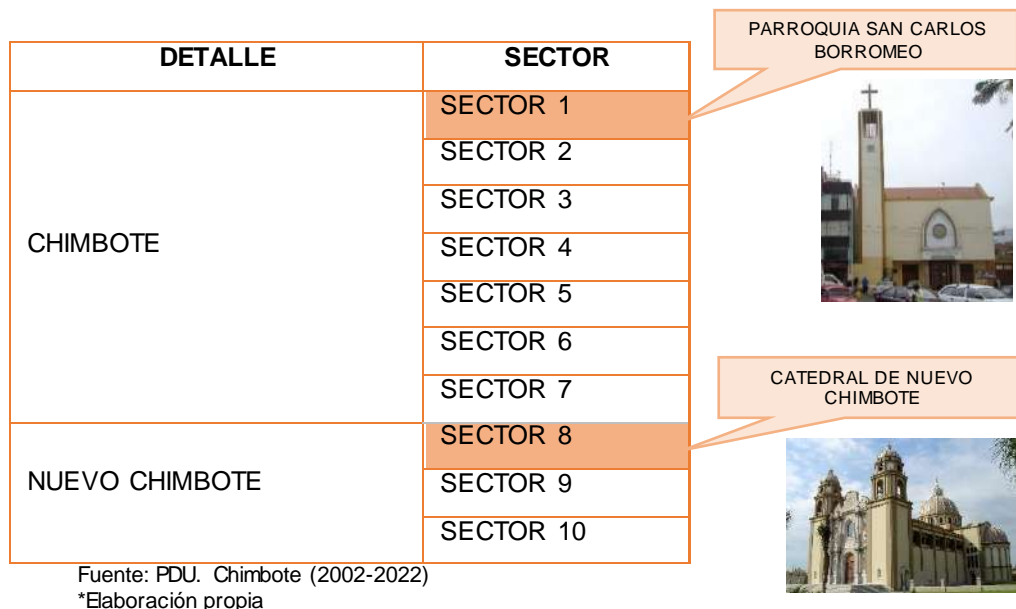 PARROQUIA SAN CARLOS
BORROMEO
DETALLE SECTOR
CHIMBOTE
SECTOR 1
SECTOR 2
SECTOR 3
SECTOR 4
SECTOR 5
SECTOR 6
SECTOR 7
CATEDRAL DE NUEVO
CHIMBOTE
NUEVO CHIMBOTE
SECTOR 8
SECTOR 9
SECTOR 10
Fuente: PDU. Chimbote (2002-2022)
*Elaboración propia